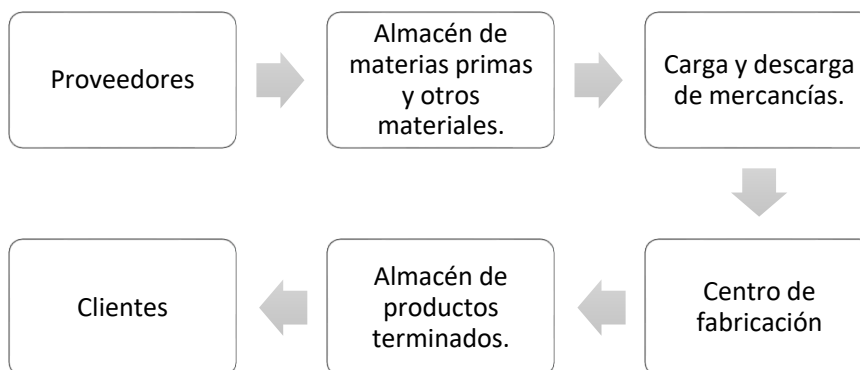 Proveedores
Almacén de
materias primas
y otros
materiales.
Carga y descarga
de mercancías.
Clientes
Almacén de
productos
terminados.
Centro de
fabricación